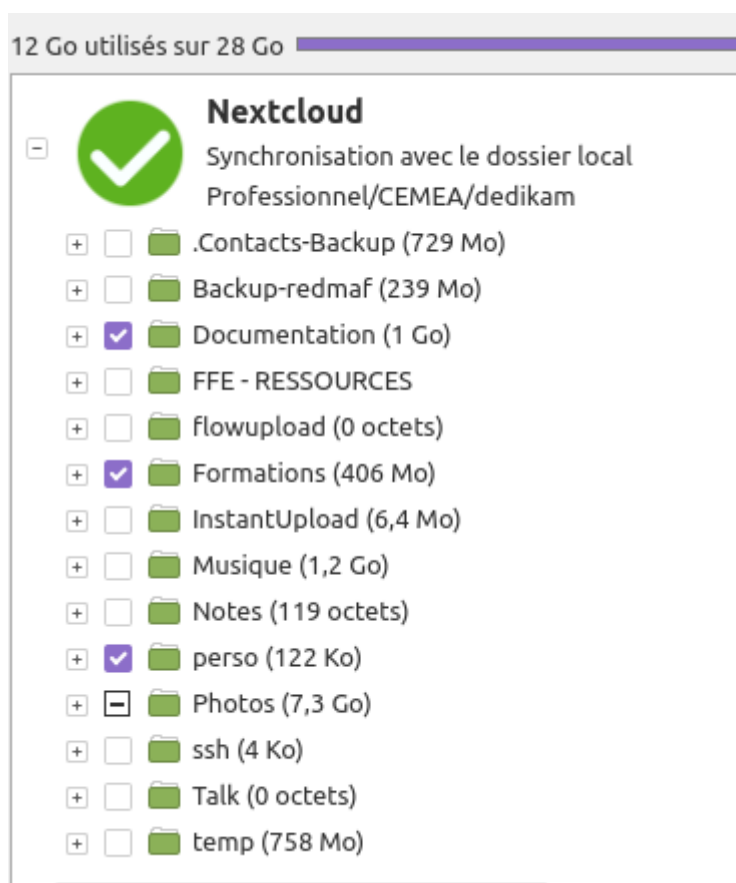 12 Go utilisés sur 28 Go
Nextcloud
Synchronisation avec le dossier local
Professionnel/CEMEA/dedikam
.Contacts-Backup (729 Mo)
Backup-redmaf (239 Mo)
Documentation (1 Go)
FFE - RESSOURCES
flowupload (0 octets)
Formations (406 Mo)
InstantUpload (6,4 Mo)
Musique (1,2 Go)
Notes (119 octets)
perso (122 Ko)
Photos (7,3 Go)
ssh (4 Ko)
Talk (0 octets)
temp (758 Mo)